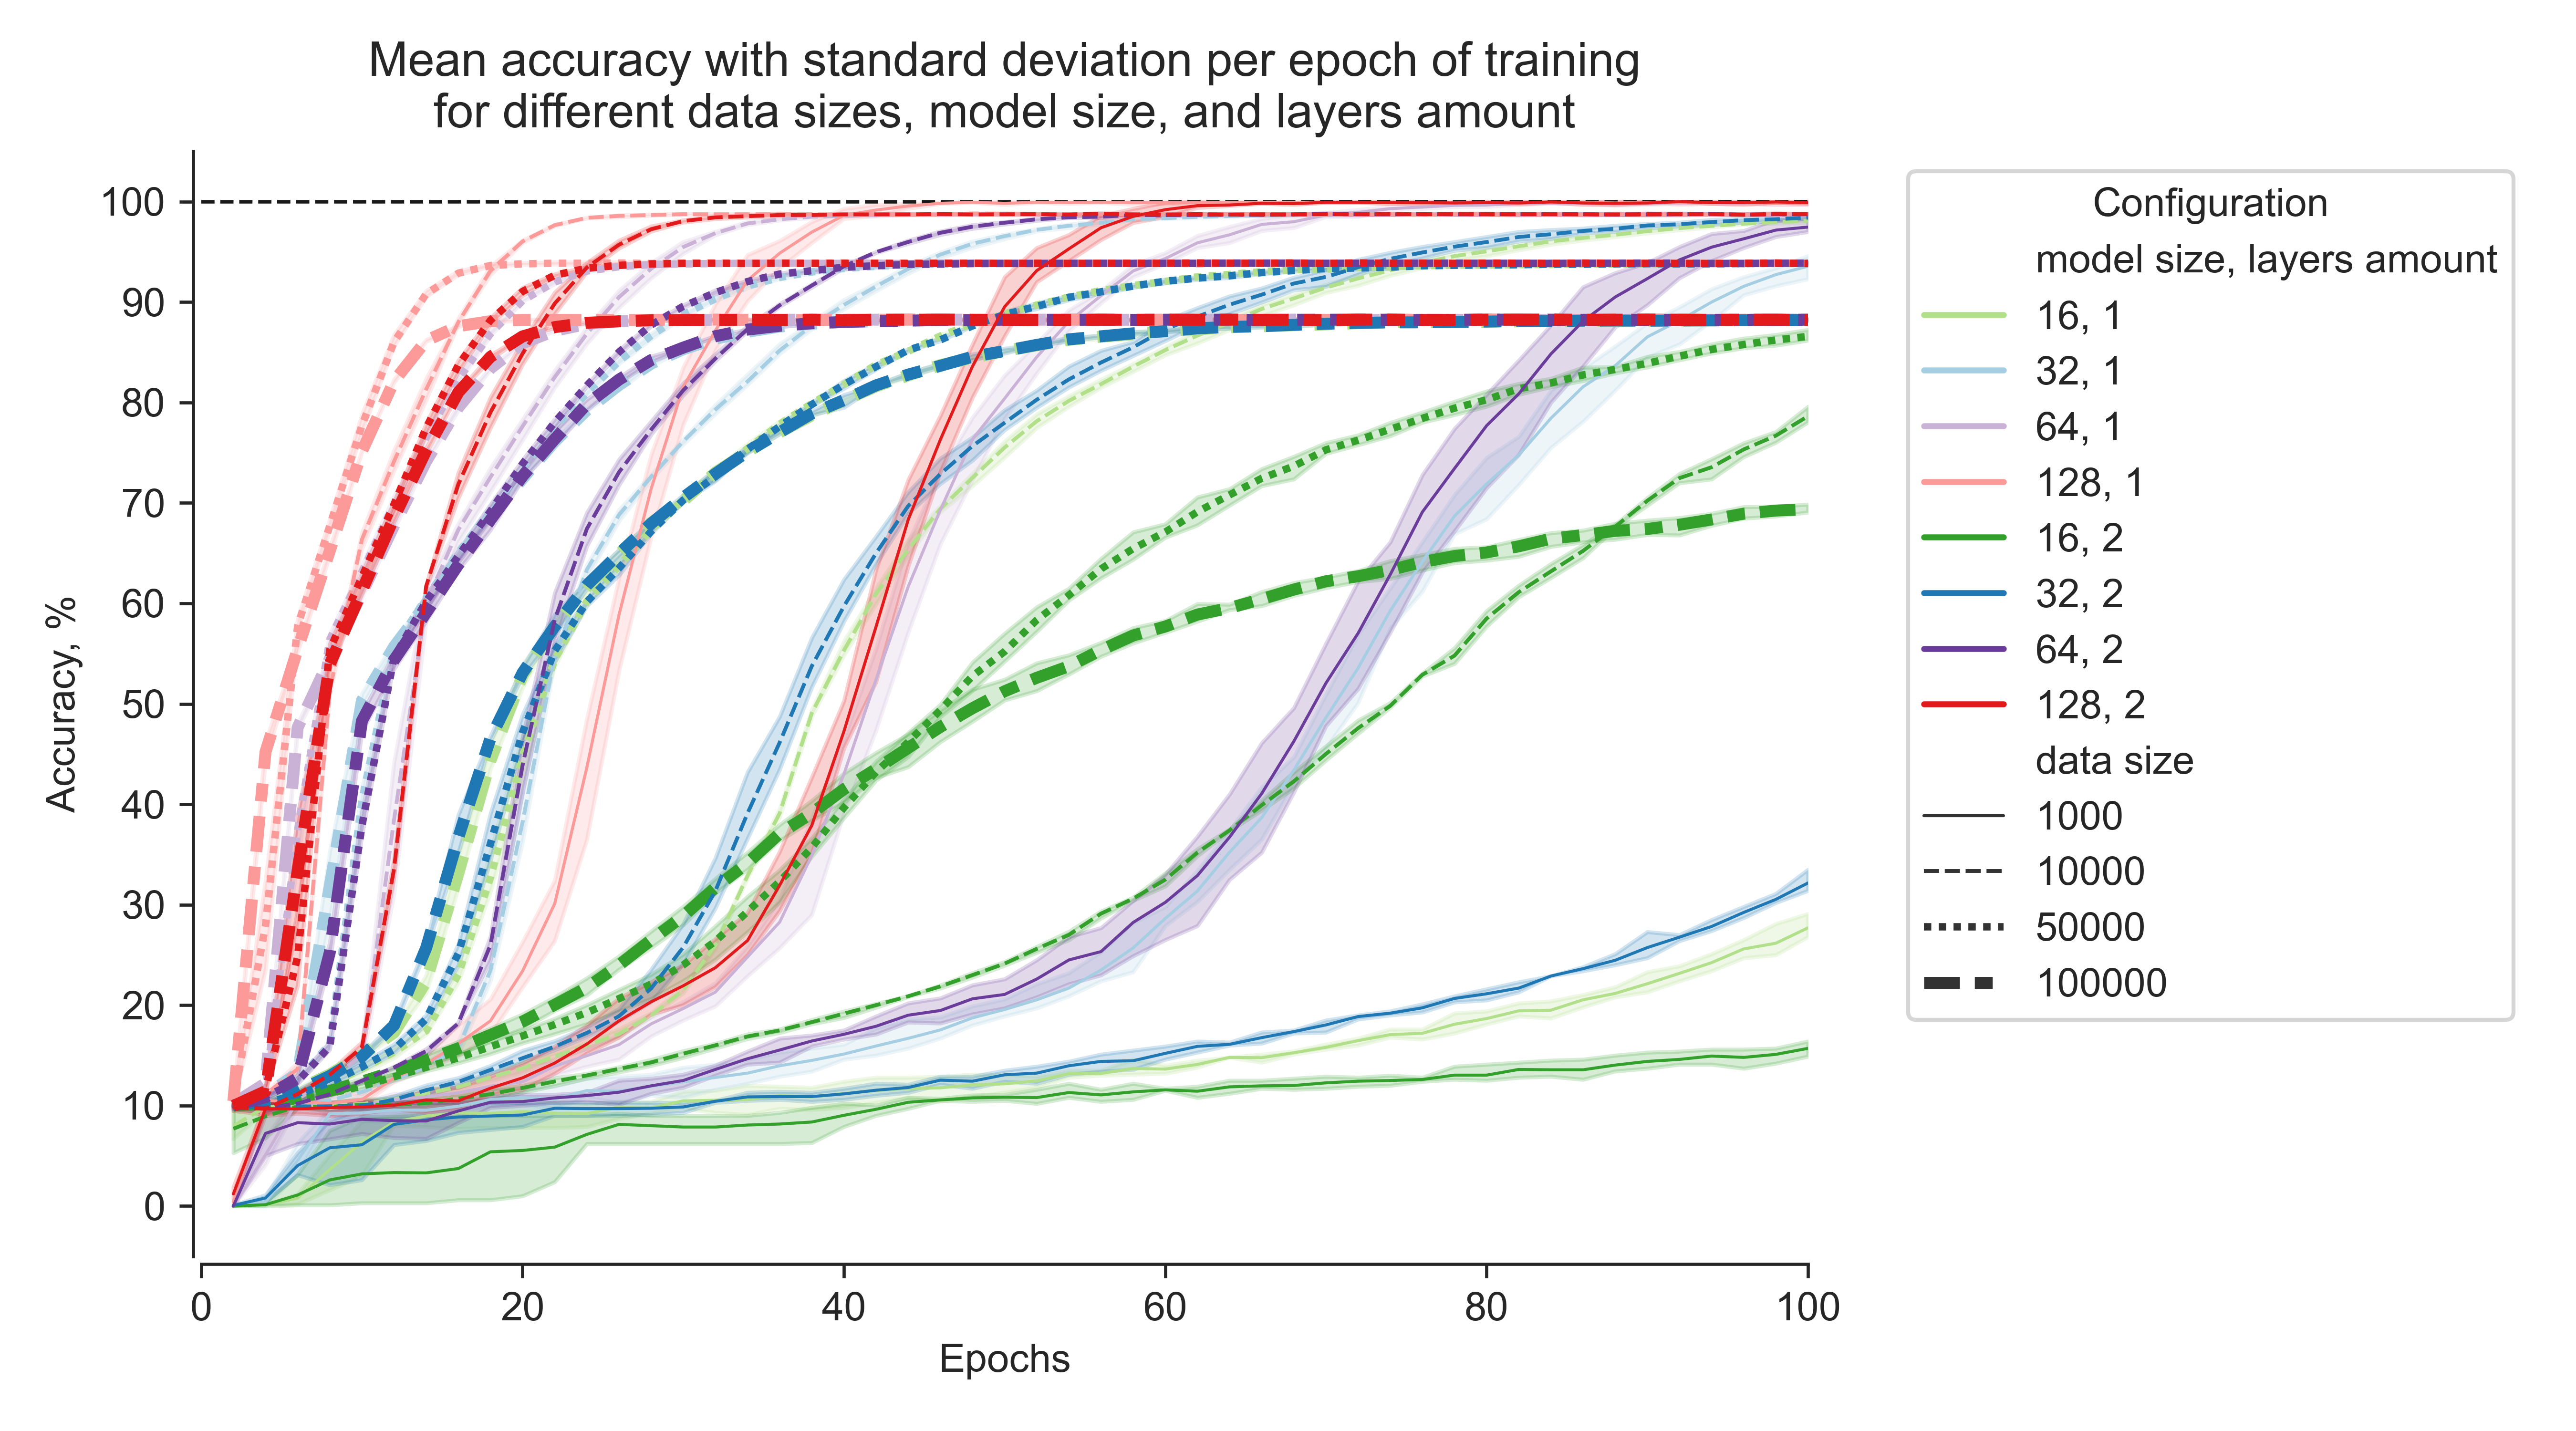 Mean accuracy with standard deviation per epoch of training
for different data sizes, model size, and layers amount
Accuracy, %
100
90
80
70
60
50
40
30
20
10
0
0 20 40 60 80 100
Epochs
Configuration
model size, layers amount
16, 1
32, 1
64, 1
128, 1
16, 2
32, 2
64, 2
128, 2
data size
1000
10000
50000
100000